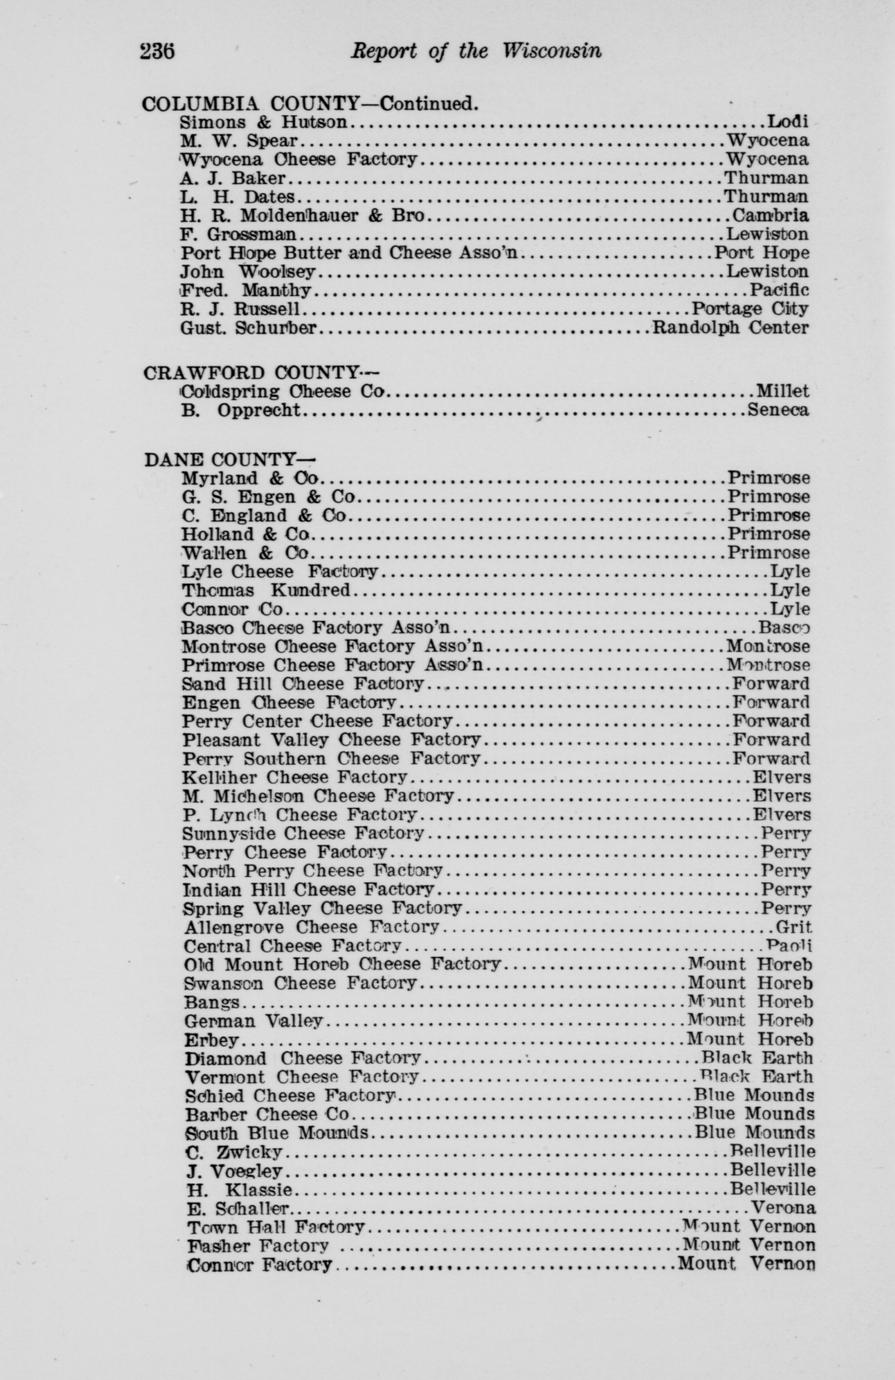 236 Report of the Wisconsin
COLUMBIA COUNTY—Continued.
Simons & Hutson.............................................Lodi
M. W. Spear..............................................Wyocena
Wyocena Cheese Factory.................................Wyocena
A. J. Baker...............................................Thurman
L. H. Dates..............................................Thurman
H. R. Moldenhauer & Bro.................................Cambria
F. Grossman..............................................Lewiston
Port Hope Butter and Cheese Asso'n.....................Port Hope
John Woolsey............................................Lewiston
Fred. Manthy...............................................Pacific
R. J. Russell..........................................Portage City
Gust. Schurber....................................Randolph Center
CRAWFORD COUNTY—
Coldspring Cheese Co........................................Millet
B. Opprecht................................................Seneca
DANE COUNTY—
Myrland & Co............................................Primrose
G. S. Engen & Co........................................Primrose
C. England & Co.........................................Primrose
Holland & Co.............................................Primrose
Wallen & Co.............................................Primrose
Lyle Cheese Factory..........................................Lyle
Thomas Kundred.............................................Lyle
Connor Co....................................................Lyle
Basco Cheese Factory Asso'n.................................Basco
Montrose Cheese Factory Asso'n..........................Montrose
Primrose Cheese Factory Asso'n..........................Montrose
Sand Hill Cheese Factory.................................Forward
Engen Cheese Factory....................................Forward
Perry Center Cheese Factory..............................Forward
Pleasant Valley Cheese Factory...........................Forward
Perry Southern Cheese Factory...........................Forward
Kelliher Cheese Factory.....................................Elvers
M. Michelson Cheese Factory................................Elvers
P. Lynch Cheese Factory....................................Elvers
Sunnyside Cheese Factory....................................Perry
Perry Cheese Factory........................................Perry
North Perry Cheese Factory..................................Perry
Indian Hill Cheese Factory...................................Perry
Spring Valley Cheese Factory................................Perry
Allengrove Cheese Factory....................................Grit
Central Cheese Factory.......................................Paoli
Old Mount Horeb Cheese Factory....................Mount Horeb
Swanson Cheese Factory.............................Mount Horeb
Bangs................................................Mount Horeb
German Valley.......................................Mount Horeb
Erbey................................................Mount Horeb
Diamond Cheese Factory..............................Black Earth
Vermont Cheese Factory..............................Black Earth
Schied Cheese Factory................................Blue Mounds
Barber Cheese Co.....................................Blue Mounds
South Blue Mounds...................................Blue Mounds
C. Zwicky................................................Belleville
J. Voegley................................................Belleville
H. Klassie...............................................Belleville
E. Schaller..................................................Verona
Town Hall Factory..................................Mount Vernon
Fasher Factory .....................................Mount Vernon
Connor Factory.....................................Mount Vernon